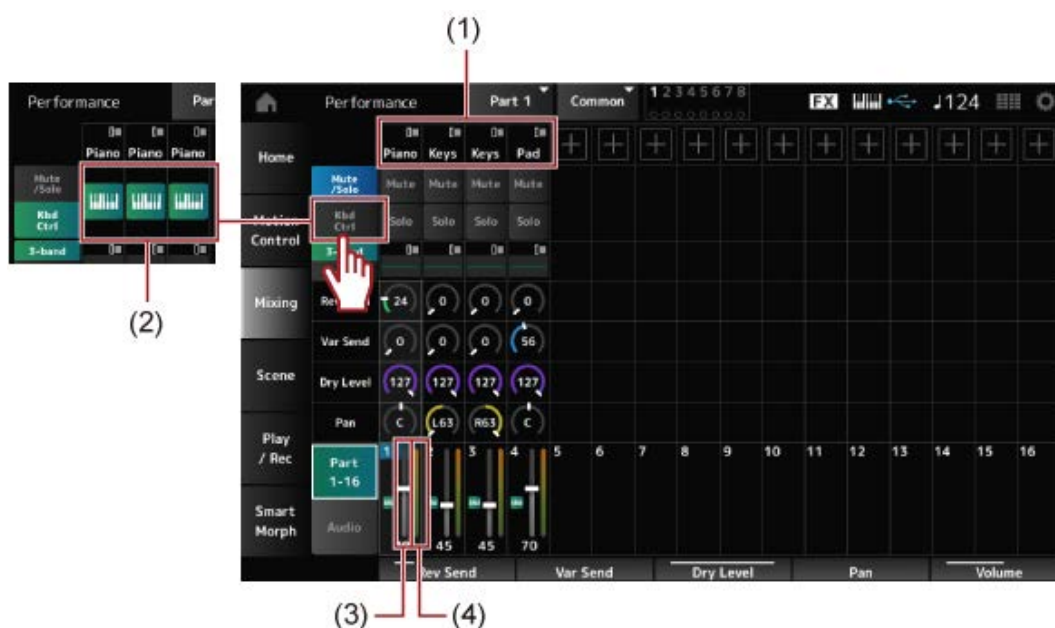 (1)
Performance
Par
Piano Piano Piano
Mute
/Solo
Kbd
Ctrl
3-band
(2)
Performance
Part 1
Common
1 2 3 4 5 6 7 8
FX
♩124
Home
Motion
Control
Mixing
Scene
Play
/ Rec
Smart
Morph
Piano Keys Keys Pad
Mute
/Solo
Mute Mute Mute Mute
Kbd
Ctrl
Solo Solo Solo Solo
24 0 0 0
Var Send
0 0 0 56
Dry Level
127 127 127 127
Pan
C L63 R63 C
Part
1-16
1 2 3 4 5 6 7 8 9 10 11 12 13 14 15 16
Audio
45 45 70
Rev Send
Var Send
Dry Level
Pan
Volume
(3)
(4)